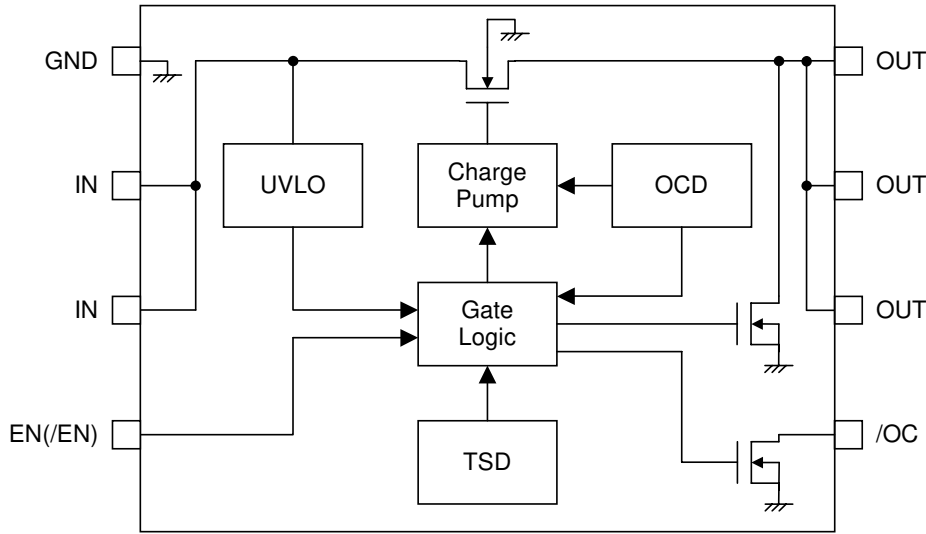 GND
OUT
IN
UVLO
Charge
Pump
OCD
OUT
IN
Gate
Logic
OUT
EN(/EN)
TSD
/OC